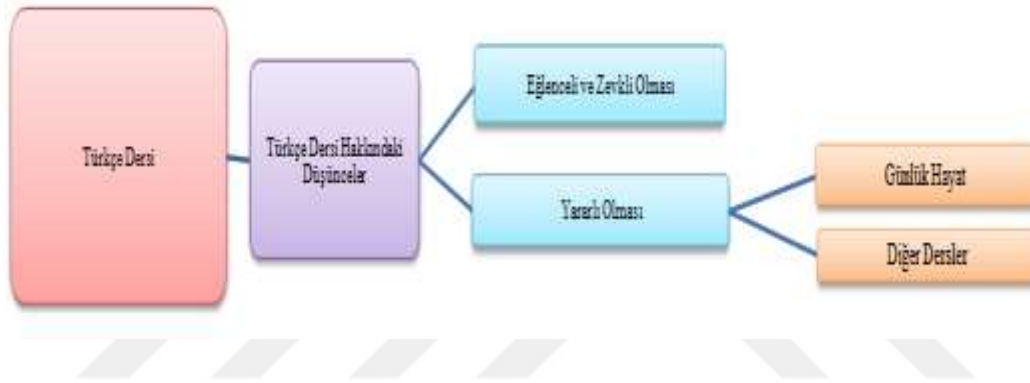 Türkçe Dersi
Türkçe Dersi Hakkındaki
Düşünceler
Eğlenceli ve Zevkli Olması
Yararlı Olması
Günlük Hayat
Diğer Dersler